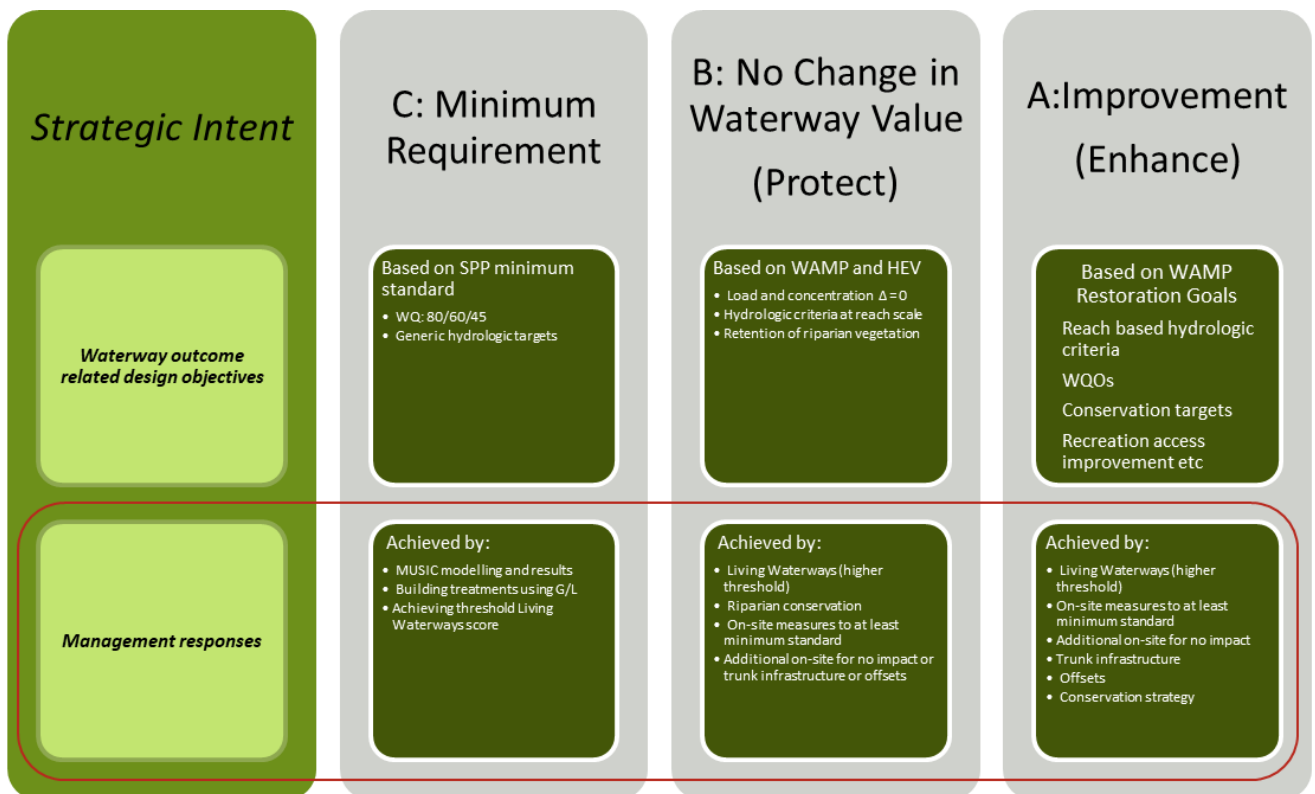 Strategic Intent
C: Minimum
Requirement
B: No Change in
Waterway Value
(Protect)
A:Improvement
(Enhance)
Waterway outcome
related design objectives
Based on SPP minimum
standard
• WQ: 80/60/45
• Generic hydrologic targets
Based on WAMP and HEV
• Load and concentration Δ = 0
• Hydrologic criteria at reach scale
• Retention of riparian vegetation
Based on WAMP
Restoration Goals
Reach based hydrologic
criteria
WQOs
Conservation targets
Recreation access
improvement etc
Management responses
Achieved by:
• MUSIC modelling and results
• Building treatments using G/L
• Achieving threshold Living
Waterways score
Achieved by:
• Living Waterways (higher
threshold)
• Riparian conservation
• On-site measures to at least
minimum standard
• Additional on-site for no impact or
trunk infrastructure or offsets
Achieved by:
• Living Waterways (higher
threshold)
• On-site measures to at least
minimum standard
• Additional on-site for no impact
• Trunk infrastructure
• Offsets
• Conservation strategy